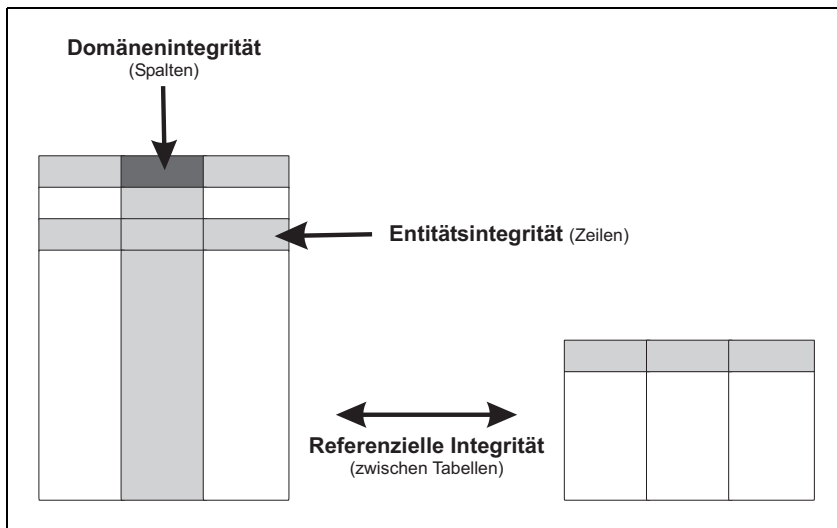 Domänenintegrität
(Spalten)
Entitätsintegrität (Zeilen)
Referenzielle Integrität
(zwischen Tabellen)